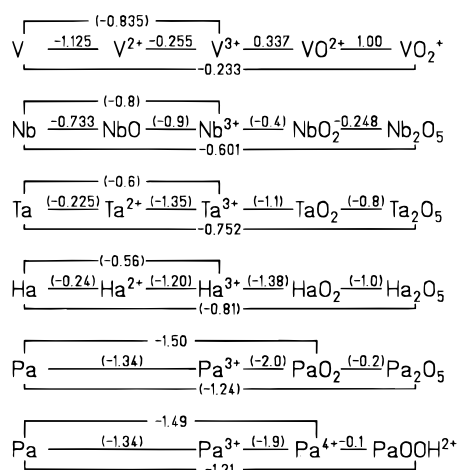 (-0.835)
V -1.125 V²⁺ -0.255 V³⁺ 0.337 VO²⁺ 1.00 VO₂⁺
-0.233
(-0.8)
Nb -0.733 NbO (-0.9) Nb³⁺ (-0.4) NbO₂ -0.248 Nb₂O₅
-0.601
(-0.6)
Ta (-0.225) Ta²⁺ (-1.35) Ta³⁺ (-1.1) TaO₂ (-0.8) Ta₂O₅
-0.752
(-0.56)
Ha (-0.24) Ha²⁺ (-1.20) Ha³⁺ (-1.38) HaO₂ (-1.0) Ha₂O₅
(-0.81)
-1.50
Pa (-1.34) Pa³⁺ (-2.0) PaO₂ (-0.2) Pa₂O₅
(-1.24)
-1.49
Pa (-1.34) Pa³⁺ (-1.9) Pa⁴⁺ -0.1 PaOOH²⁺
-1.21